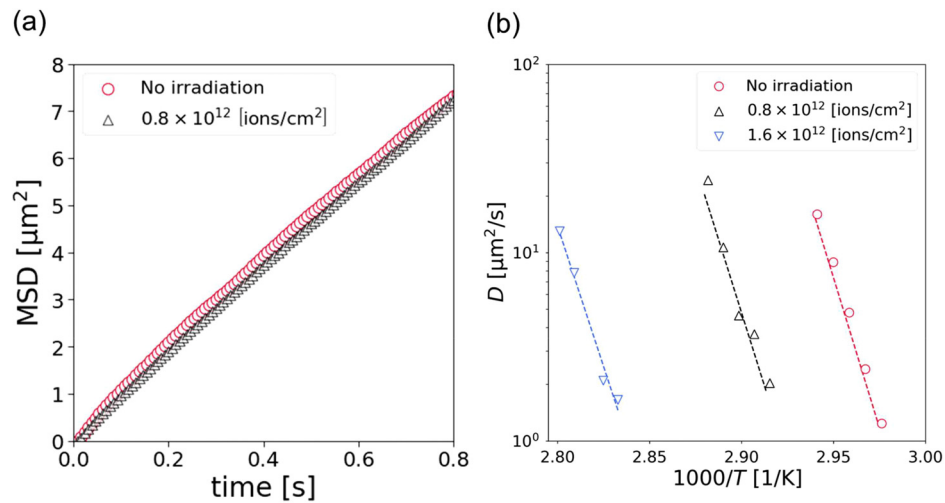 (a)
8
7
6
5
4
3
2
1
0
MSD [μm²]
No irradiation
0.8 × 10¹² [ions/cm²]
0.0 0.2 0.4 0.6 0.8
time [s]
(b)
10²
10¹
10⁰
D [μm²/s]
No irradiation
0.8 × 10¹² [ions/cm²]
1.6 × 10¹² [ions/cm²]
2.80 2.85 2.90 2.95 3.00
1000/T [1/K]